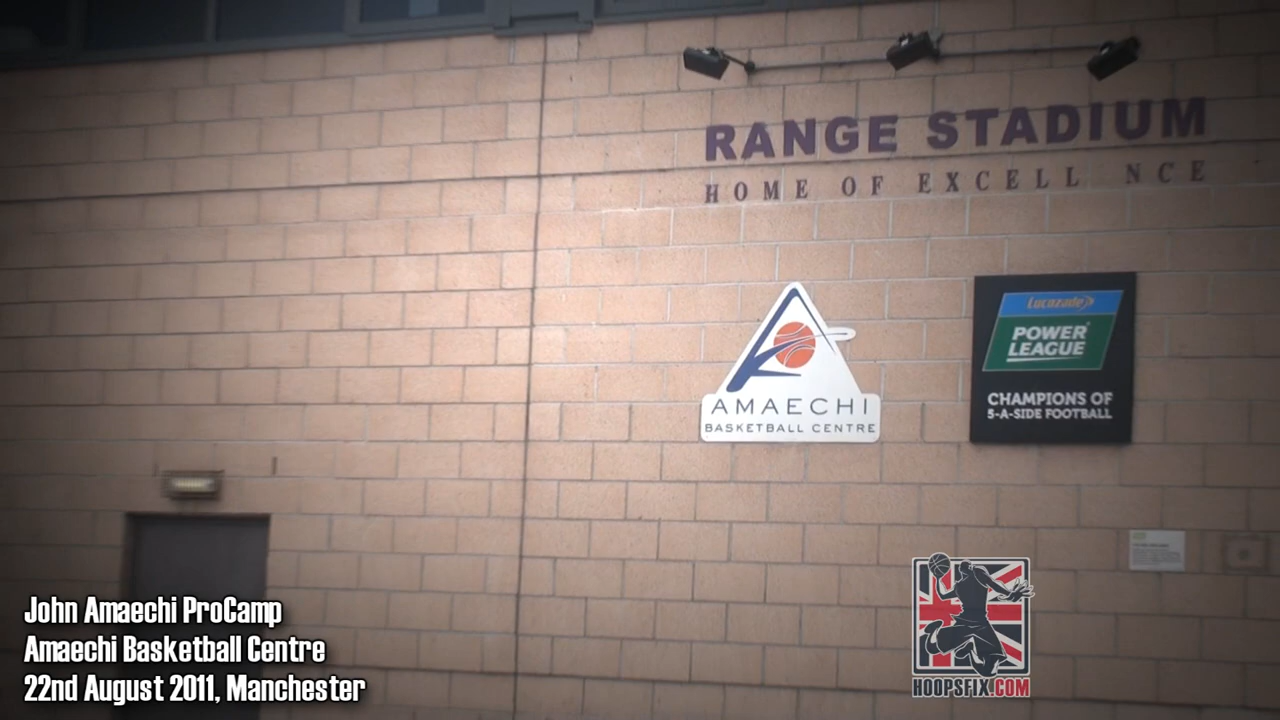 RANGE STADIUM
HOME OF EXCELL NCE
Lucozade
POWER
LEAGUE
CHAMPIONS OF
5-A-SIDE FOOTBALL
AMAECHI
BASKETBALL CENTRE
John Amaechi ProCamp
Amaechi Basketball Centre
22nd August 2011, Manchester
HOOPSFIX.COM